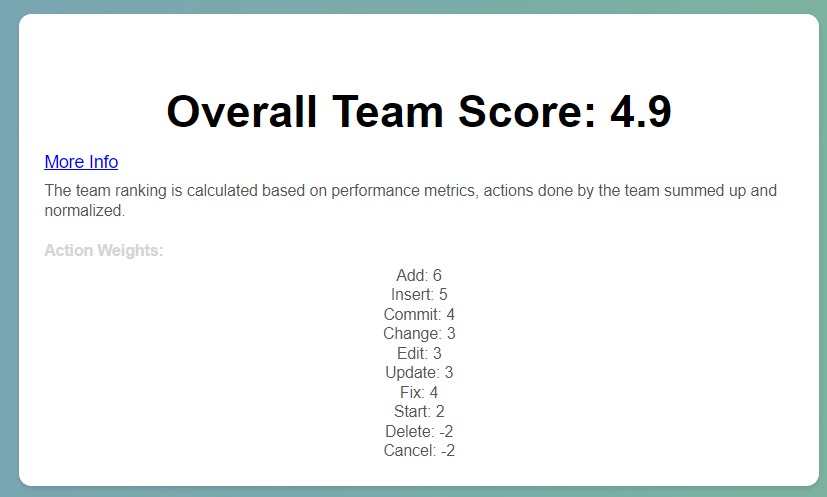 Overall Team Score: 4.9
More Info
The team ranking is calculated based on performance metrics, actions done by the team summed up and
normalized.
Action Weights:
Add: 6
Insert: 5
Commit: 4
Change: 3
Edit: 3
Update: 3
Fix: 4
Start: 2
Delete: -2
Cancel: -2